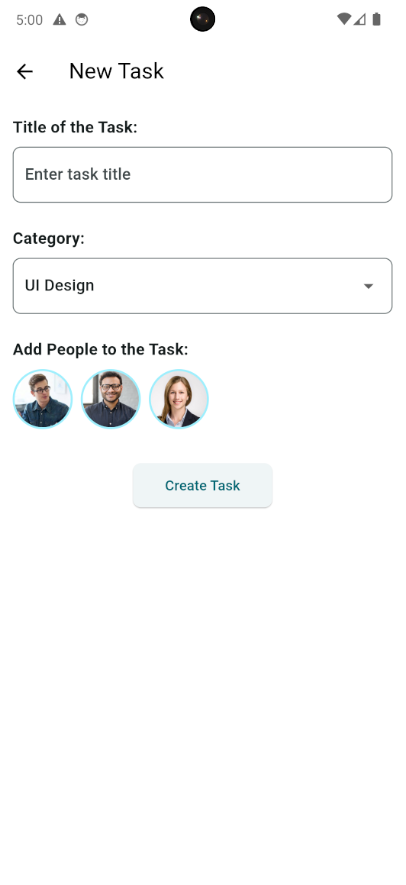 5:00
New Task
Title of the Task:
Enter task title
Category:
UI Design
Add People to the Task:
Create Task